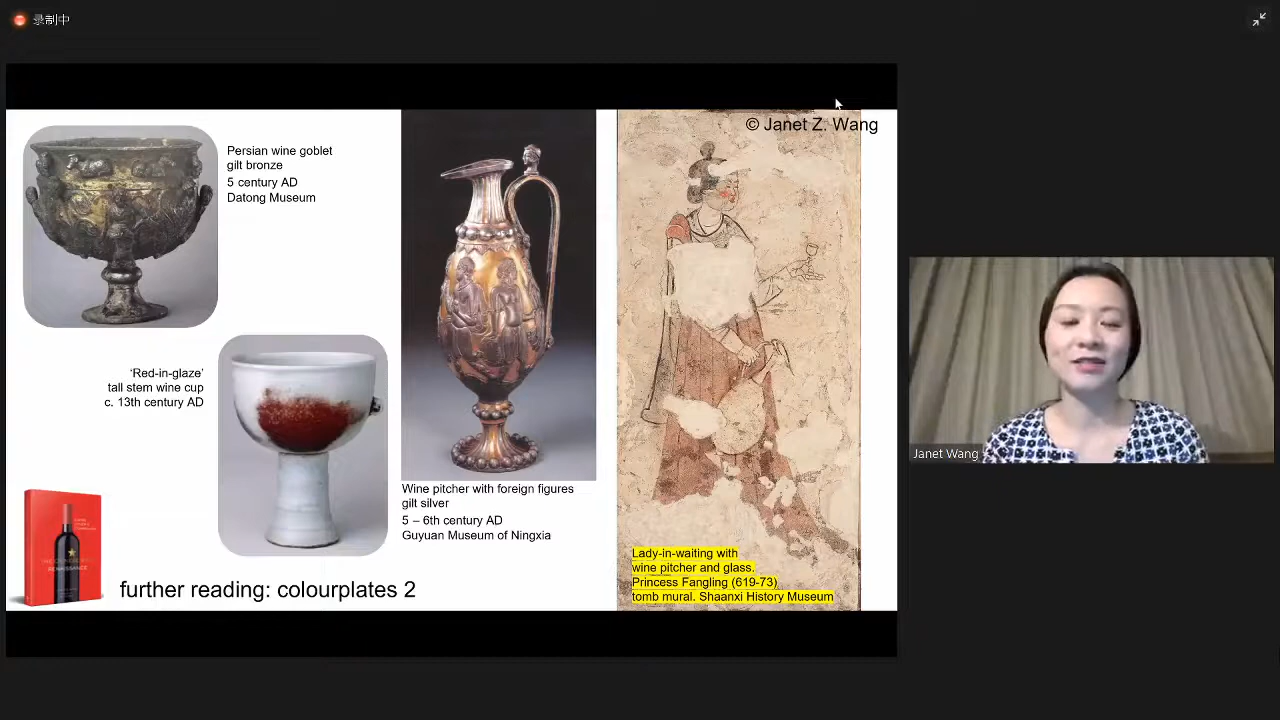 录制中
© Janet Z. Wang
Persian wine goblet
gilt bronze
5 century AD
Datong Museum
'Red-in-glaze'
tall stem wine cup
c. 13th century AD
Wine pitcher with foreign figures
gilt silver
5 – 6th century AD
Guyuan Museum of Ningxia
Lady-in-waiting with
wine pitcher and glass.
Princess Fangling (619-73)
tomb mural. Shaanxi History Museum
RENAISSANCE
further reading: colourplates 2
Janet Wang